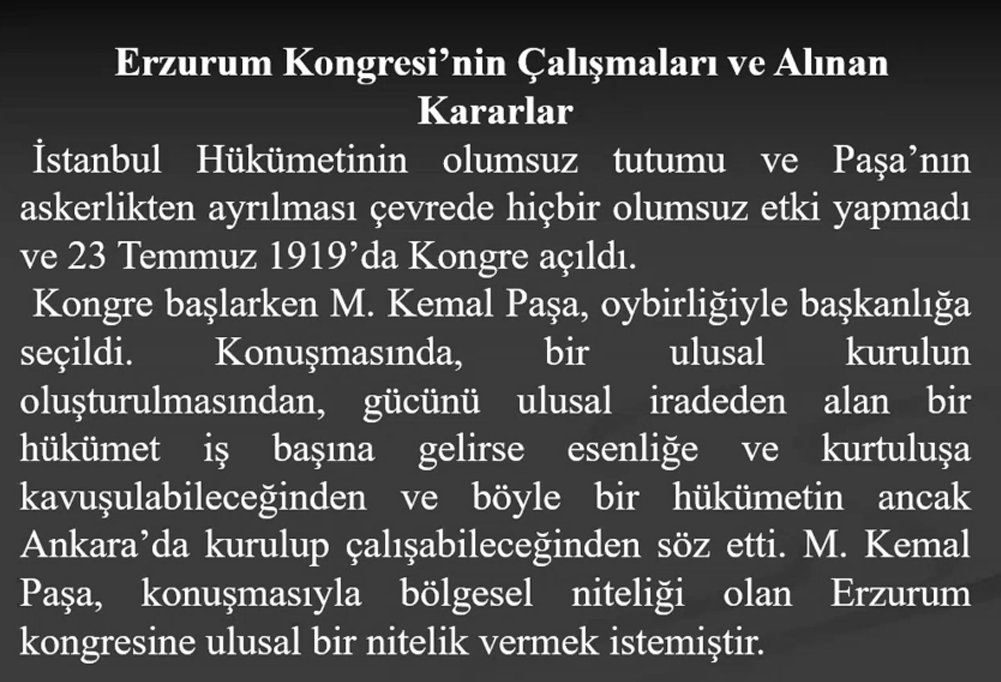 Erzurum Kongresi’nin Çalışmaları ve Alınan
Kararlar
İstanbul Hükümetinin olumsuz tutumu ve Paşa’nın
askerlikten ayrılması çevrede hiçbir olumsuz etki yapmadı
ve 23 Temmuz 1919’da Kongre açıldı.
Kongre başlarken M. Kemal Paşa, oybirliğiyle başkanlığa
seçildi. Konuşmasında, bir ulusal kurulun
oluşturulmasından, gücünü ulusal iradeden alan bir
hükümet iş başına gelirse esenliğe ve kurtuluşa
kavuşulabileceğinden ve böyle bir hükümetin ancak
Ankara’da kurulup çalışabileceğinden söz etti. M. Kemal
Paşa, konuşmasıyla bölgesel niteliği olan Erzurum
kongresine ulusal bir nitelik vermek istemiştir.